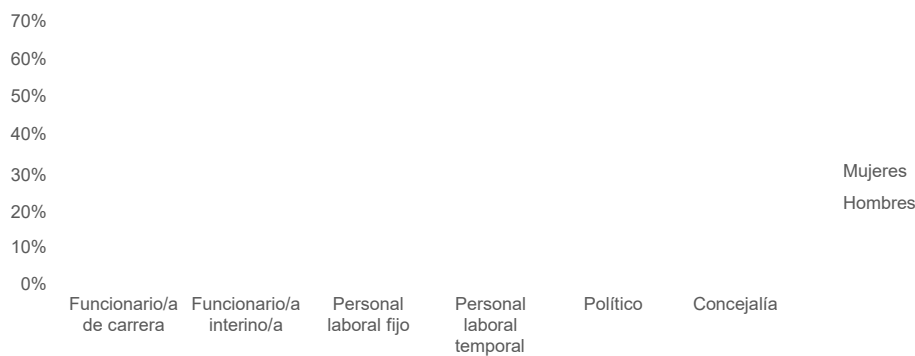 70%
60%
50%
40%
30%
20%
10%
0%
Mujeres
Hombres
Funcionario/a
de carrera
Funcionario/a
interino/a
Personal
laboral fijo
Personal
laboral
temporal
Político
Concejalía